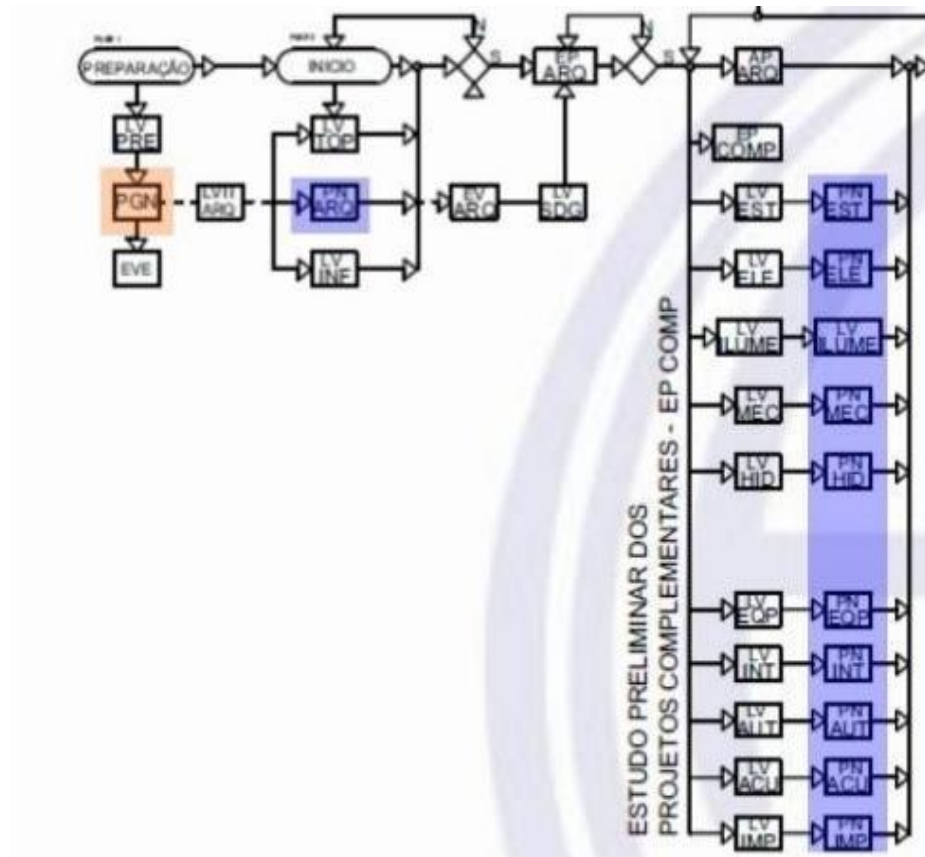 N
N
PREPARAÇÃO
INICIO
S
EP
ARQ
S
AP
ARQ
LV
PRE
LV
TOP
EP
COMP
PGN
LVIT
ARQ
PN
ARQ
EV
ARQ
LV
SDG
LV
EST
PN
EST
EVE
LV
INF
LV
ELE
PN
ELE
LV
ILUME
LV
ILUME
LV
MEC
PN
MEC
LV
HID
PN
HID
LV
EQP
PN
EQP
LV
INT
PN
INT
LV
AUT
PN
AUT
LV
ACU
PN
ACU
LV
IMP
PN
IMP
ESTUDO PRELIMINAR DOS
PROJETOS COMPLEMENTARES - EP COMP